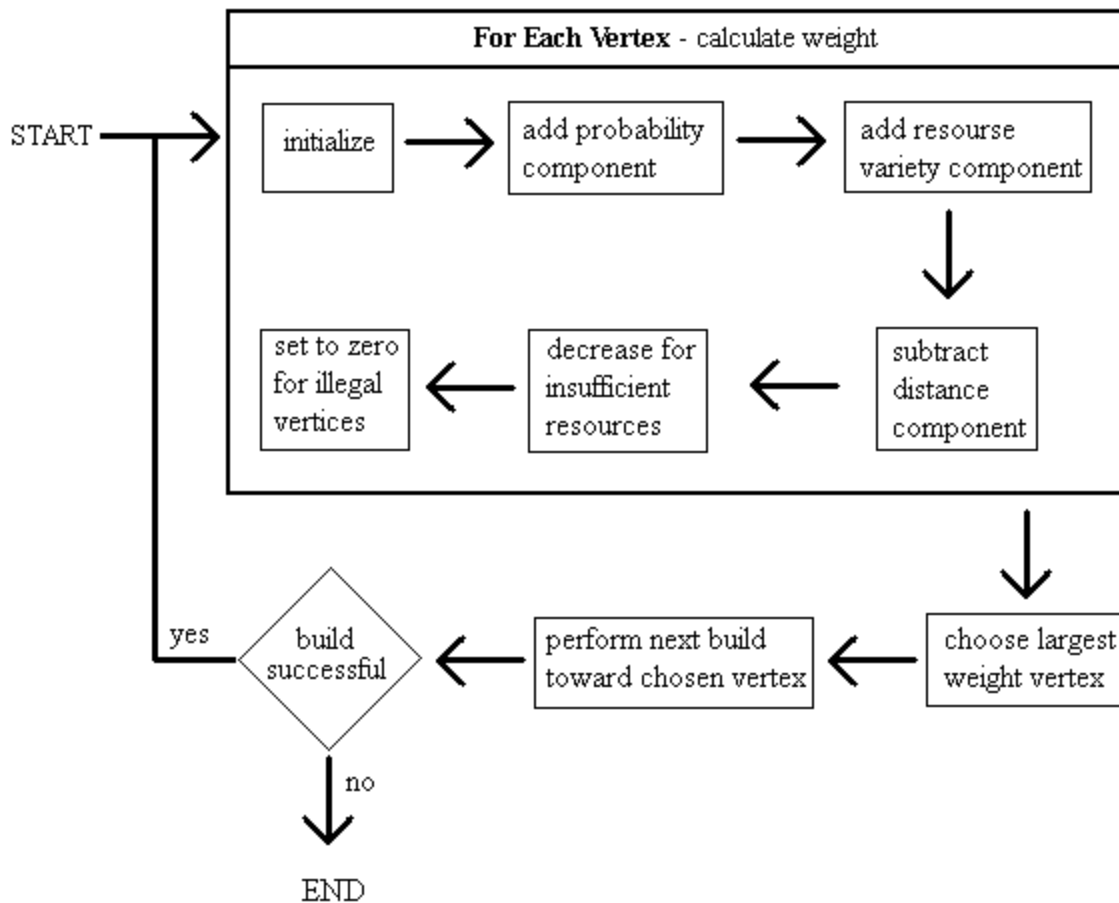 For Each Vertex - calculate weight
START
initialize
add probability
component
add resourse
variety component
subtract
distance
component
decrease for
insufficient
resources
set to zero
for illegal
vertices
choose largest
weight vertex
perform next build
toward chosen vertex
build
successful
yes
no
END